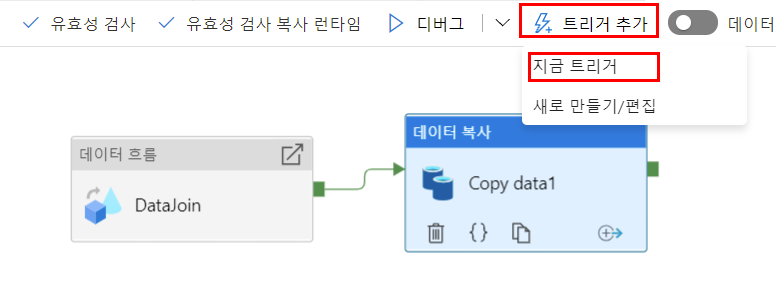 유효성 검사 유효성 검사 복사 런타임 디버그 트리거 추가 데이터
지금 트리거
새로 만들기/편집
데이터 흐름
DataJoin
데이터 복사
Copy data1
{}